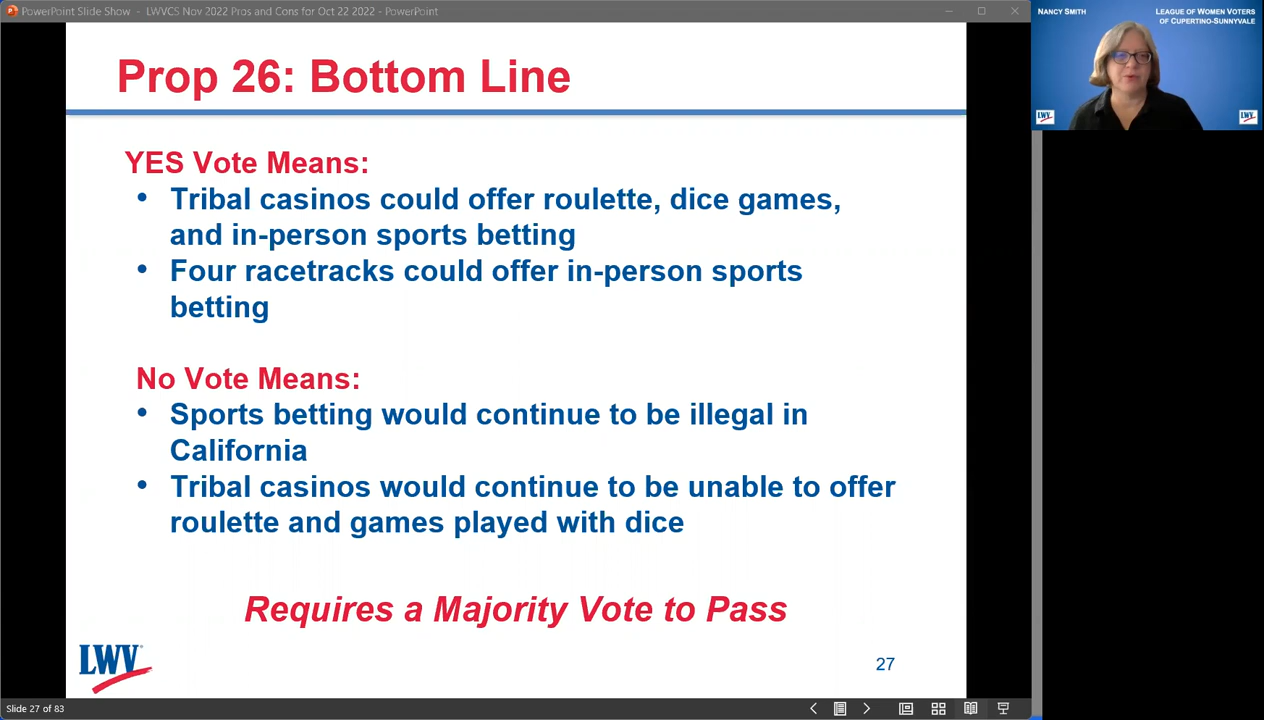 PowerPoint Slide Show - LWVCS Nov 2022 Pros and Cons for Oct 22 2022 - PowerPoint
NANCY SMITH
LEAGUE OF WOMEN VOTERS
OF CUPERTINO-SUNNYVALE
LWV
LWV
Prop 26: Bottom Line
YES Vote Means:
• Tribal casinos could offer roulette, dice games,
and in-person sports betting
• Four racetracks could offer in-person sports
betting
No Vote Means:
• Sports betting would continue to be illegal in
California
• Tribal casinos would continue to be unable to offer
roulette and games played with dice
Requires a Majority Vote to Pass
LWV
27
Slide 27 of 83